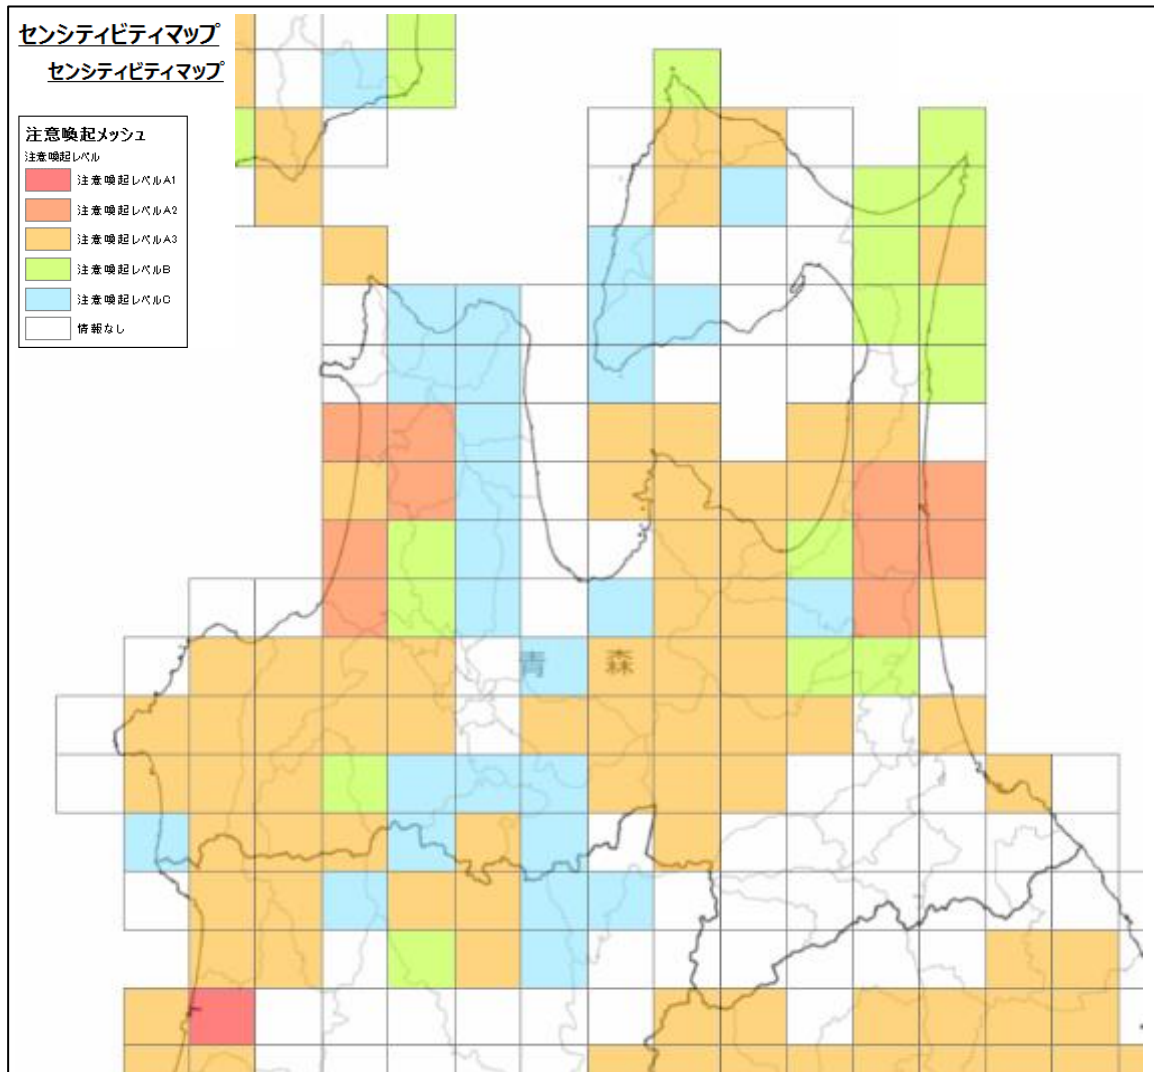 センシティビティマップ
センシティビティマップ
注意喚起メッシュ
注意喚起レベル
注意喚起レベルA1
注意喚起レベルA2
注意喚起レベルA3
注意喚起レベルB
注意喚起レベルC
情報なし
青 森